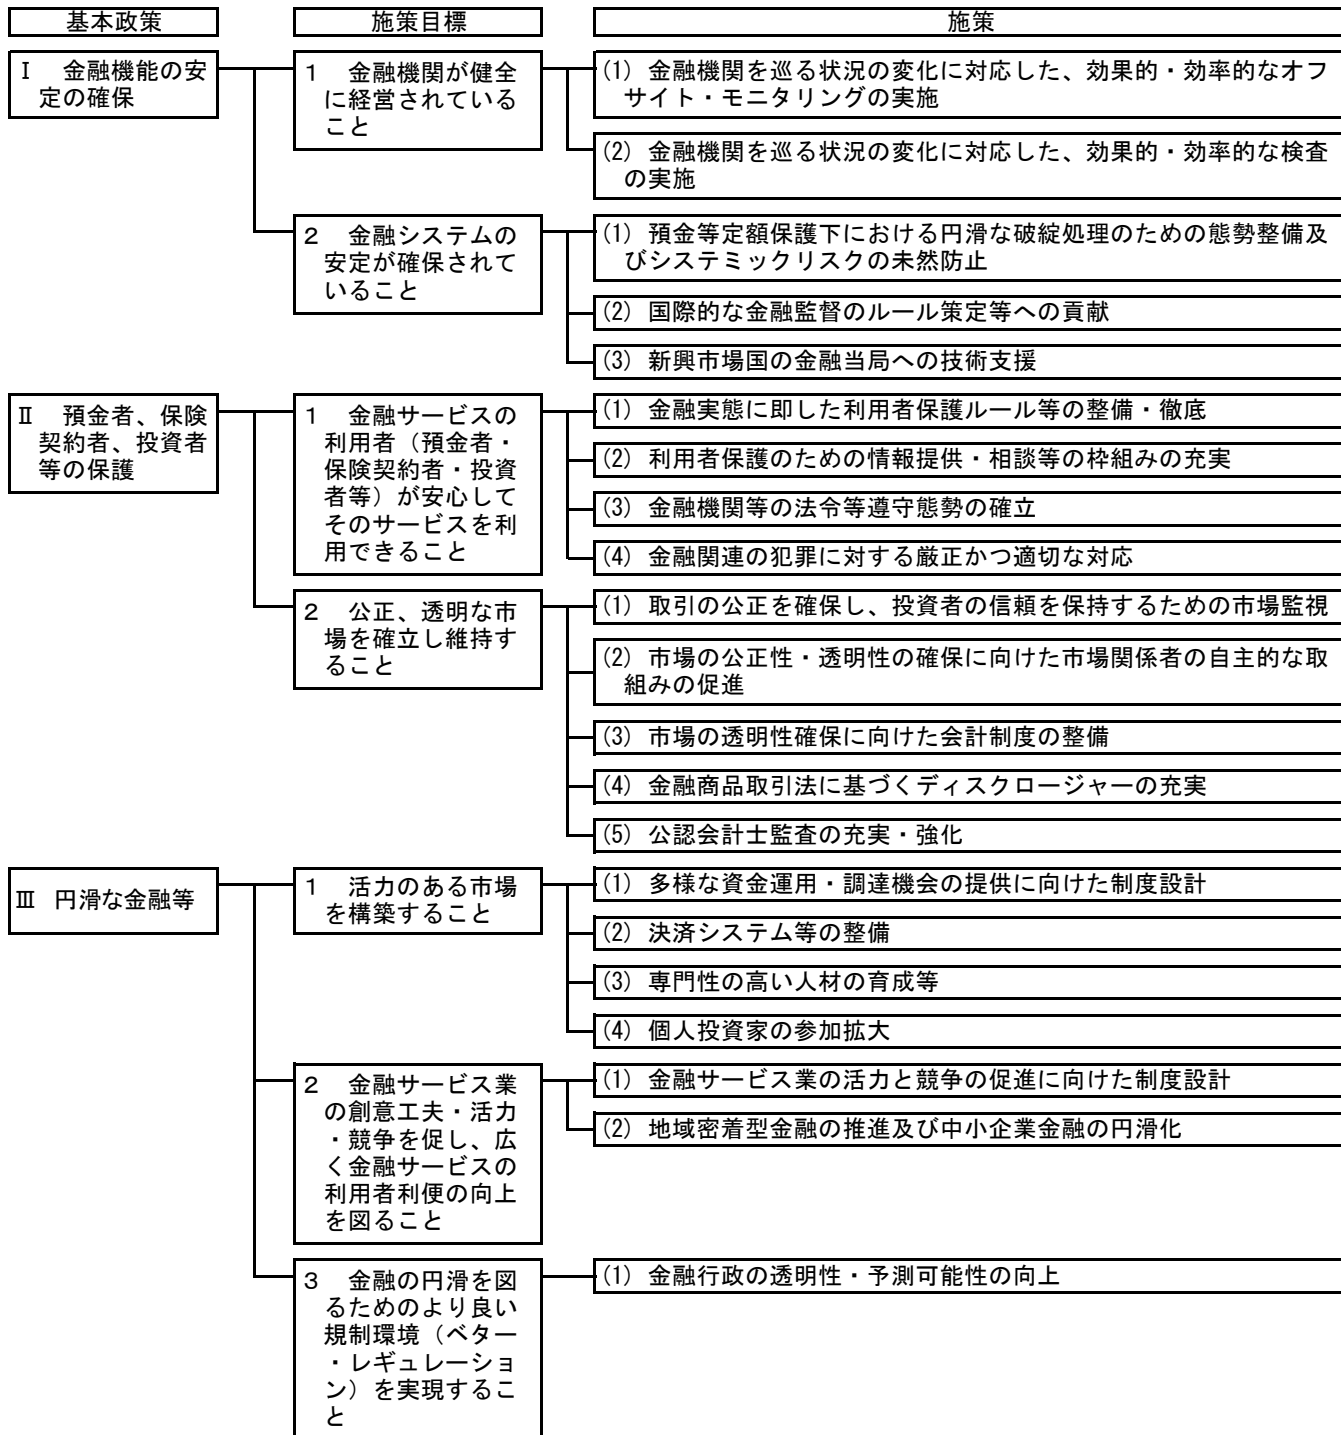 基本政策
施策目標
施策
Ⅰ　金融機能の安
定の確保
１　金融機関が健全
に経営されている
こと
(1) 金融機関を巡る状況の変化に対応した、効果的・効率的なオフ
サイト・モニタリングの実施
(2) 金融機関を巡る状況の変化に対応した、効果的・効率的な検査
の実施
２　金融システムの
安定が確保されて
いること
(1) 預金等定額保護下における円滑な破綻処理のための態勢整備及
びシステミックリスクの未然防止
(2) 国際的な金融監督のルール策定等への貢献
(3) 新興市場国の金融当局への技術支援
Ⅱ　預金者、保険
契約者、投資者
等の保護
１　金融サービスの
利用者（預金者・
保険契約者・投資
者等）が安心して
そのサービスを利
用できること
(1) 金融実態に即した利用者保護ルール等の整備・徹底
(2) 利用者保護のための情報提供・相談等の枠組みの充実
(3) 金融機関等の法令等遵守態勢の確立
(4) 金融関連の犯罪に対する厳正かつ適切な対応
２　公正、透明な市
場を確立し維持す
ること
(1) 取引の公正を確保し、投資者の信頼を保持するための市場監視
(2) 市場の公正性・透明性の確保に向けた市場関係者の自主的な取
組みの促進
(3) 市場の透明性確保に向けた会計制度の整備
(4) 金融商品取引法に基づくディスクロージャーの充実
(5) 公認会計士監査の充実・強化
Ⅲ　円滑な金融等
１　活力のある市場
を構築すること
(1) 多様な資金運用・調達機会の提供に向けた制度設計
(2) 決済システム等の整備
(3) 専門性の高い人材の育成等
(4) 個人投資家の参加拡大
２　金融サービス業
の創意工夫・活力
・競争を促し、広
く金融サービスの
利用者利便の向上
を図ること
(1) 金融サービス業の活力と競争の促進に向けた制度設計
(2) 地域密着型金融の推進及び中小企業金融の円滑化
３　金融の円滑を図
るためのより良い
規制環境（ベター
・レギュレーショ
ン）を実現するこ
と
(1) 金融行政の透明性・予測可能性の向上